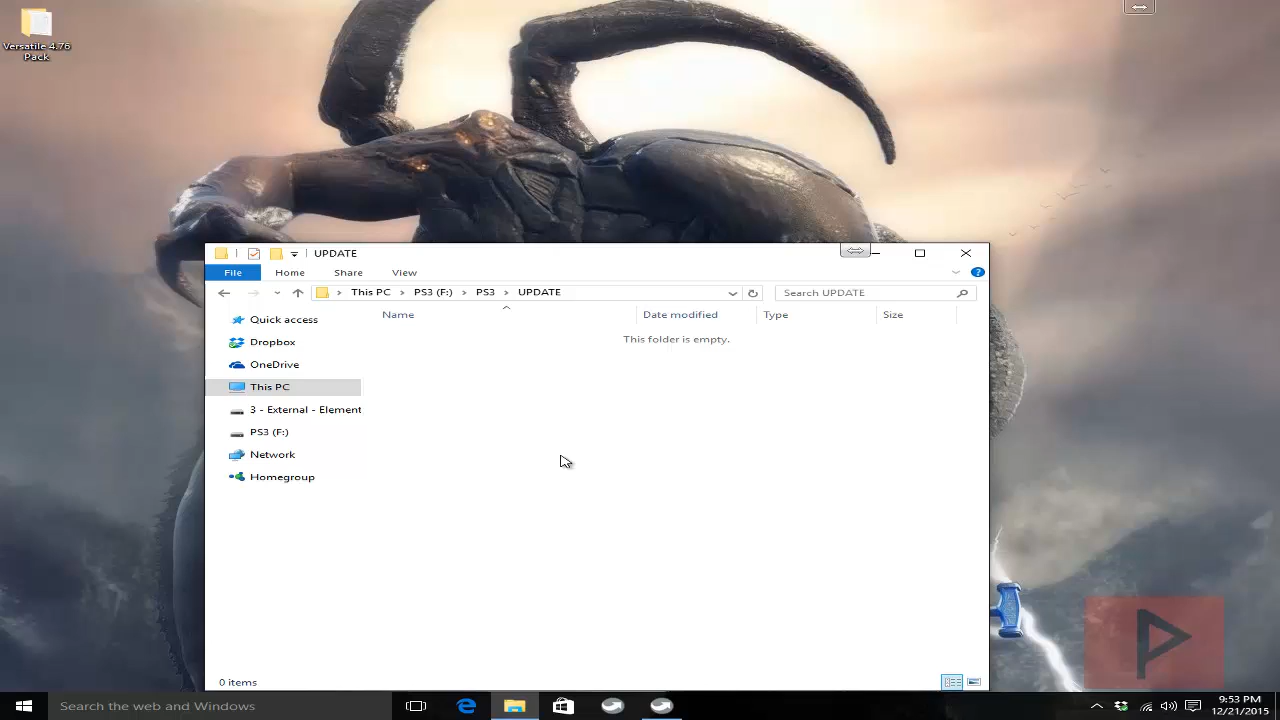 Versatile 4.76
Pack
UPDATE
File Home Share View
This PC PS3 (F:) PS3 UPDATE
Search UPDATE
Name Date modified Type Size
This folder is empty.
Quick access
Dropbox
OneDrive
This PC
3 - External - Element
PS3 (F:)
Network
Homegroup
0 items
Search the web and Windows
9:53 PM
12/21/2015